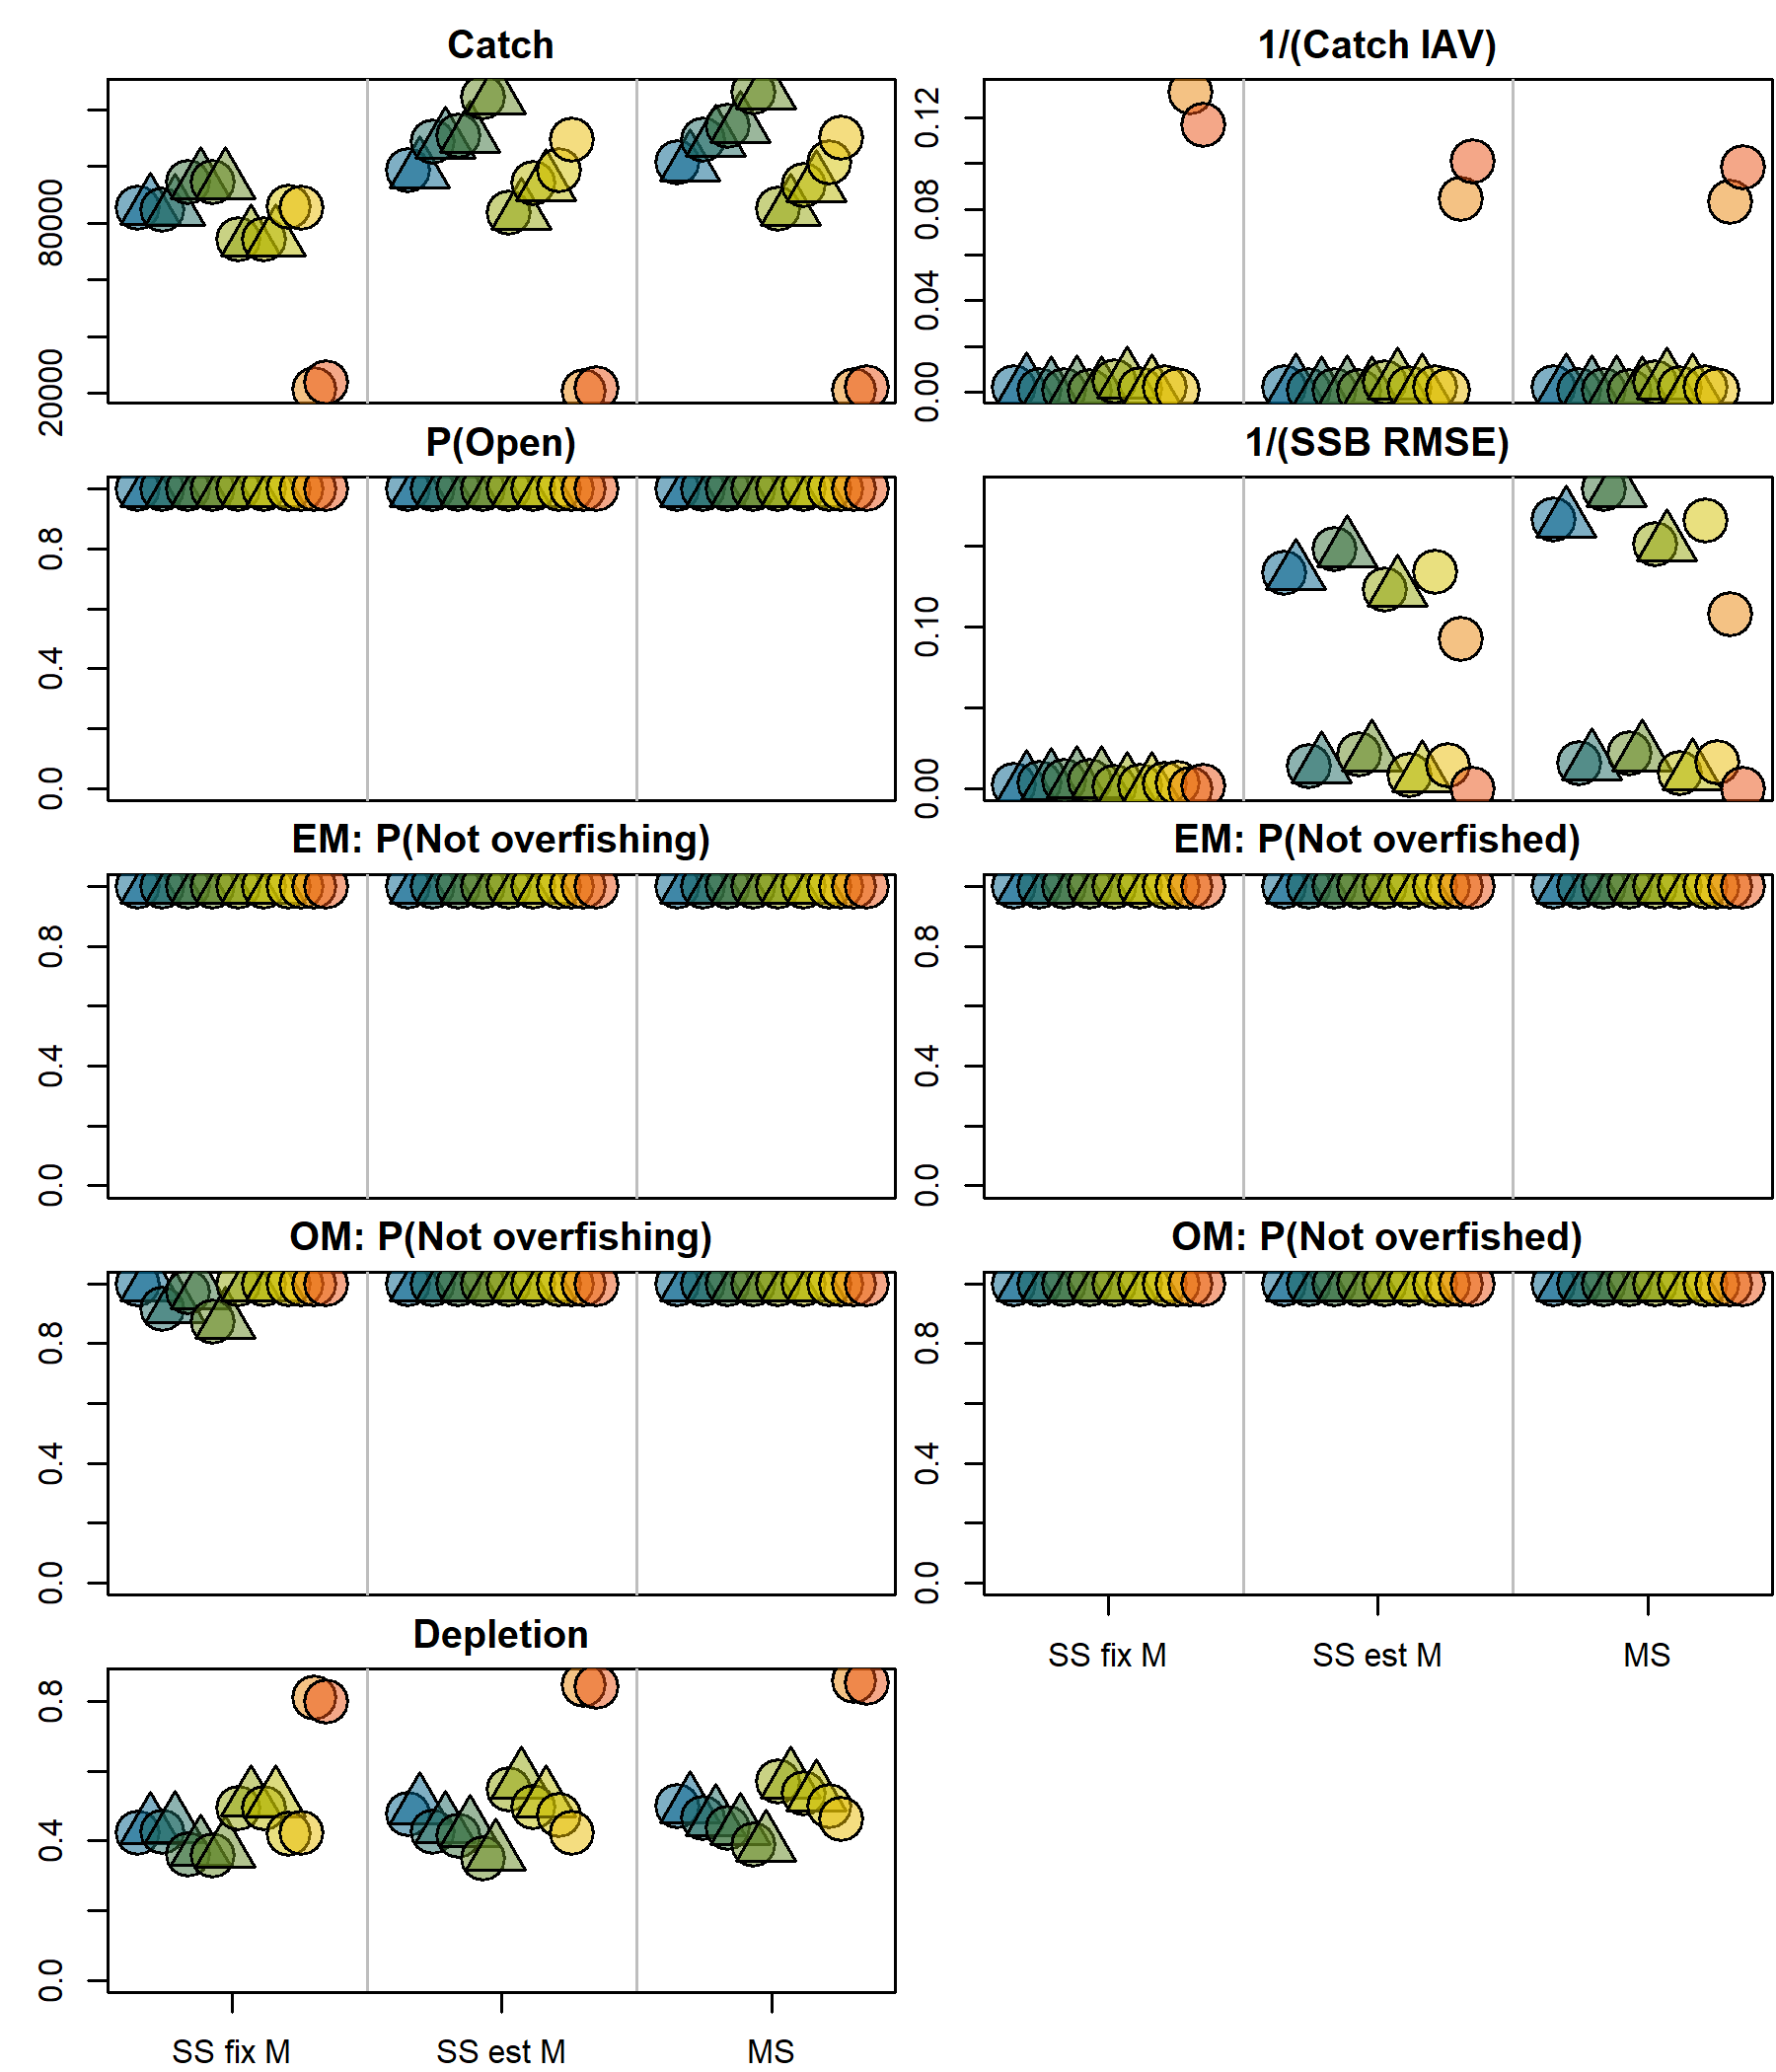 Catch
80000
20000
1/(Catch IAV)
0.12
0.08
0.04
0.00
P(Open)
0.8
0.4
0.0
1/(SSB RMSE)
0.10
0.00
EM: P(Not overfishing)
0.8
0.4
0.0
EM: P(Not overfished)
0.8
0.4
0.0
OM: P(Not overfishing)
0.8
0.4
0.0
OM: P(Not overfished)
0.8
0.4
0.0
SS fix M SS est M MS
Depletion
0.8
0.4
0.0
SS fix M SS est M MS